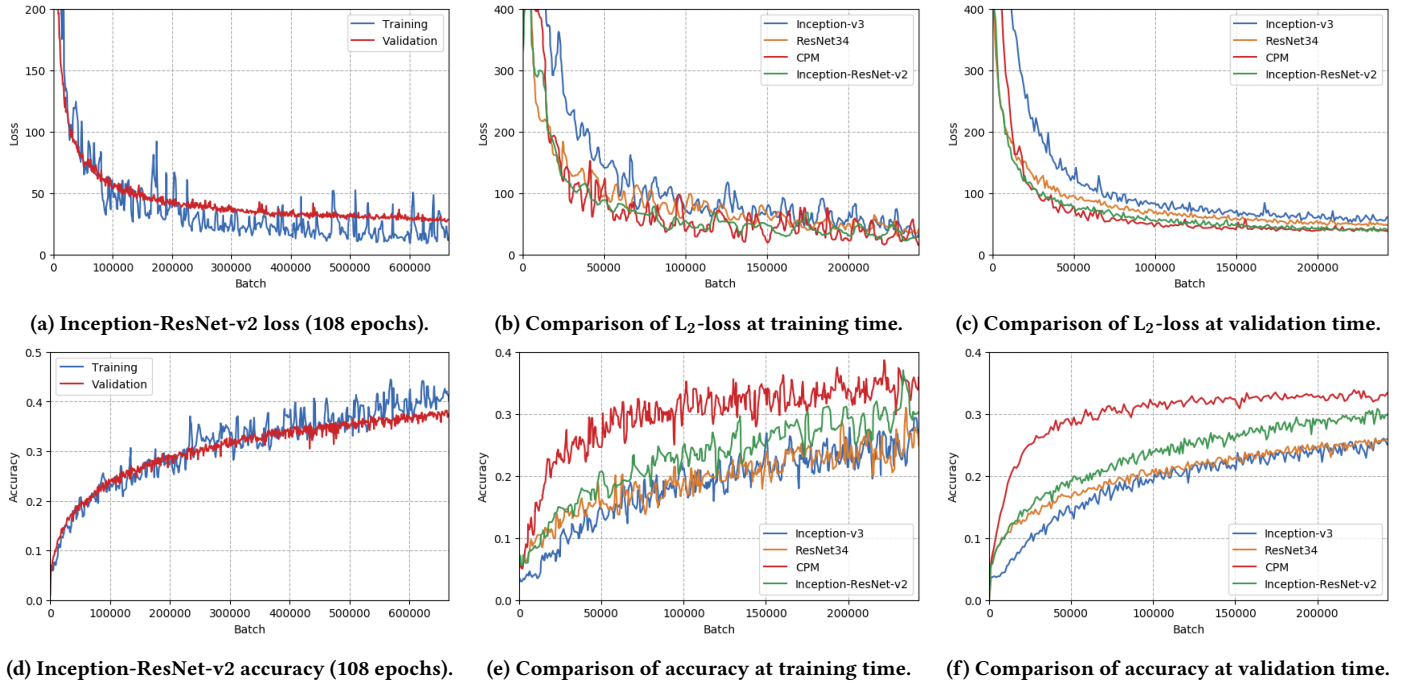 200
150
100
50
0
Loss
Training
Validation
0 100000 200000 300000 400000 500000 600000
Batch
(a) Inception-ResNet-v2 loss (108 epochs).
400
300
200
100
0
Loss
Inception-v3
ResNet34
CPM
Inception-ResNet-v2
0 50000 100000 150000 200000
Batch
(b) Comparison of L₂-loss at training time.
400
300
200
100
0
Loss
Inception-v3
ResNet34
CPM
Inception-ResNet-v2
0 50000 100000 150000 200000
Batch
(c) Comparison of L₂-loss at validation time.
0.5
0.4
0.3
0.2
0.1
0.0
Accuracy
Training
Validation
0 100000 200000 300000 400000 500000 600000
Batch
(d) Inception-ResNet-v2 accuracy (108 epochs).
0.4
0.3
0.2
0.1
0.0
Accuracy
Inception-v3
ResNet34
CPM
Inception-ResNet-v2
0 50000 100000 150000 200000
Batch
(e) Comparison of accuracy at training time.
0.4
0.3
0.2
0.1
0.0
Accuracy
Inception-v3
ResNet34
CPM
Inception-ResNet-v2
0 50000 100000 150000 200000
Batch
(f) Comparison of accuracy at validation time.